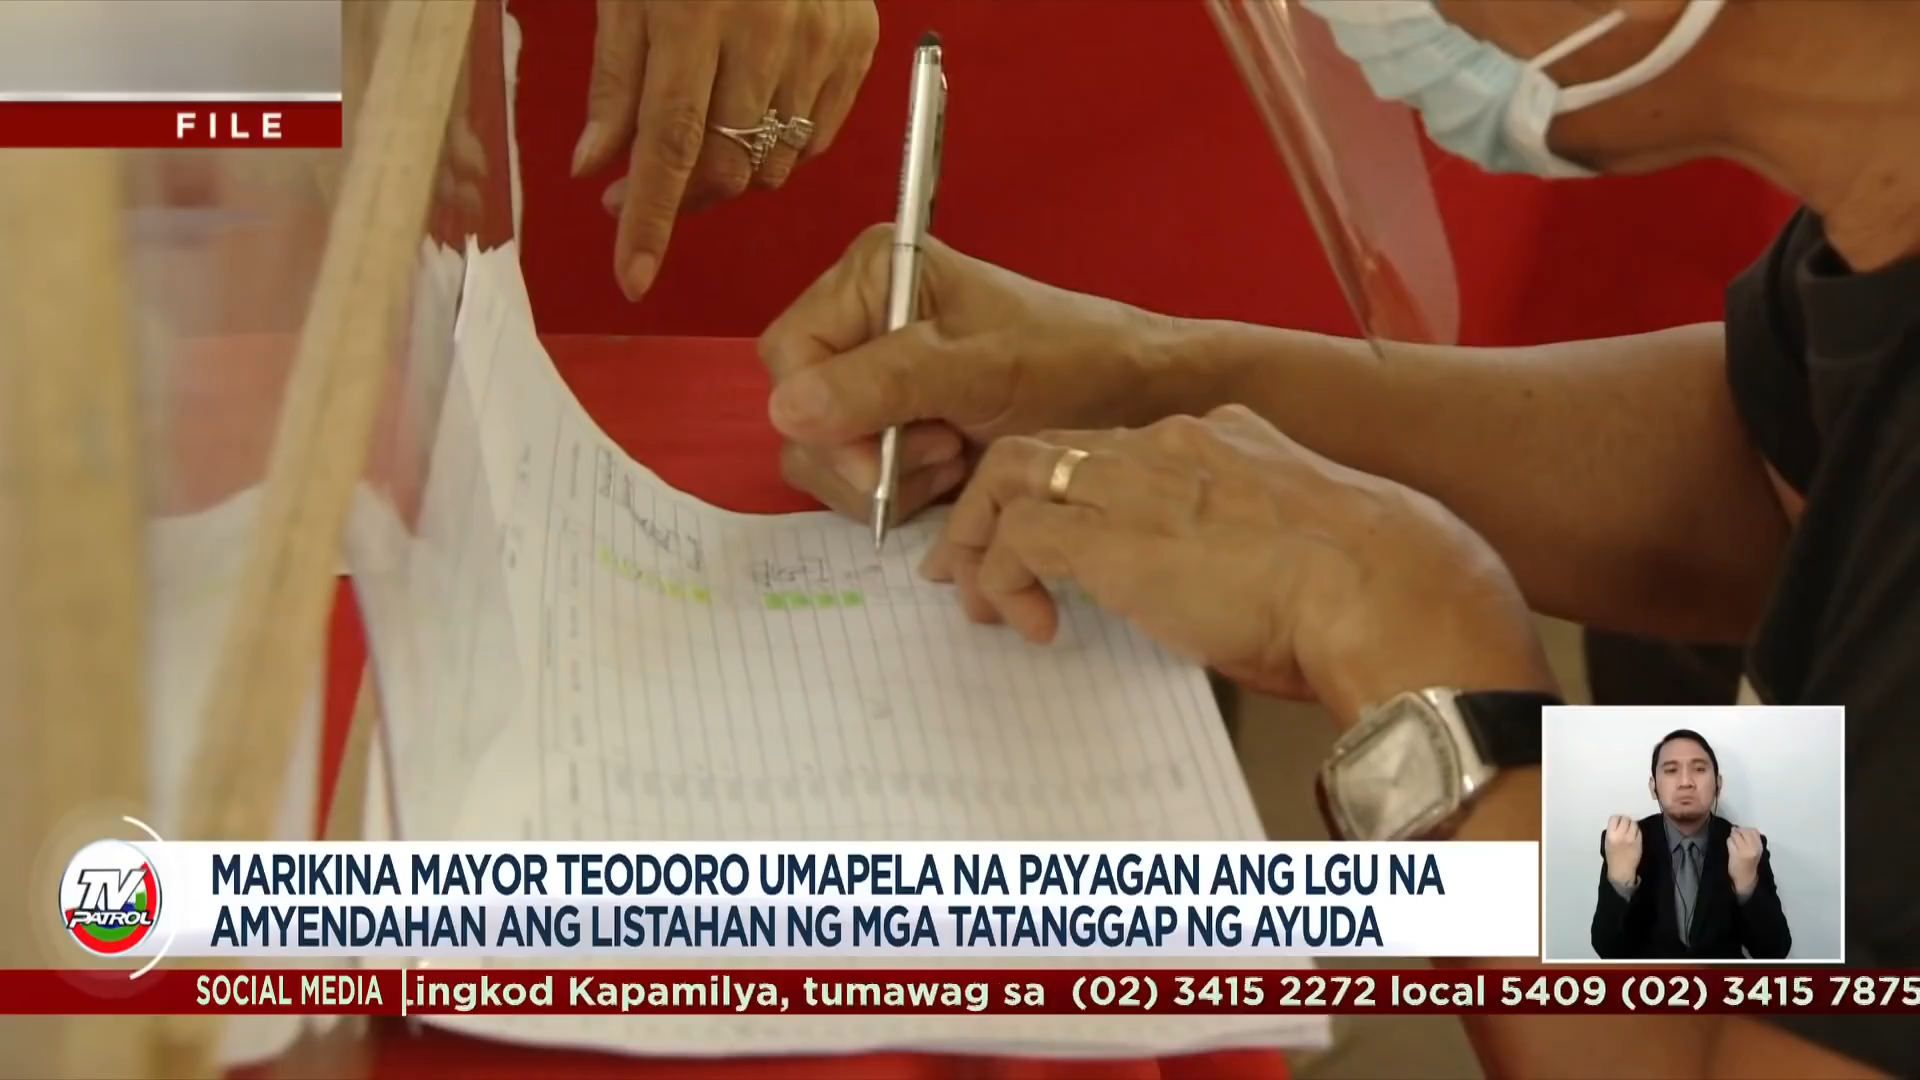 FILE
MARIKINA MAYOR TEODORO UMAPELA NA PAYAGAN ANG LGU NA
AMYENDAHAN ANG LISTAHAN NG MGA TATANGGAP NG AYUDA
TV
PATROL
SOCIAL MEDIA
Lingkod Kapamilya, tumawag sa (02) 3415 2272 local 5409 (02) 3415 7875